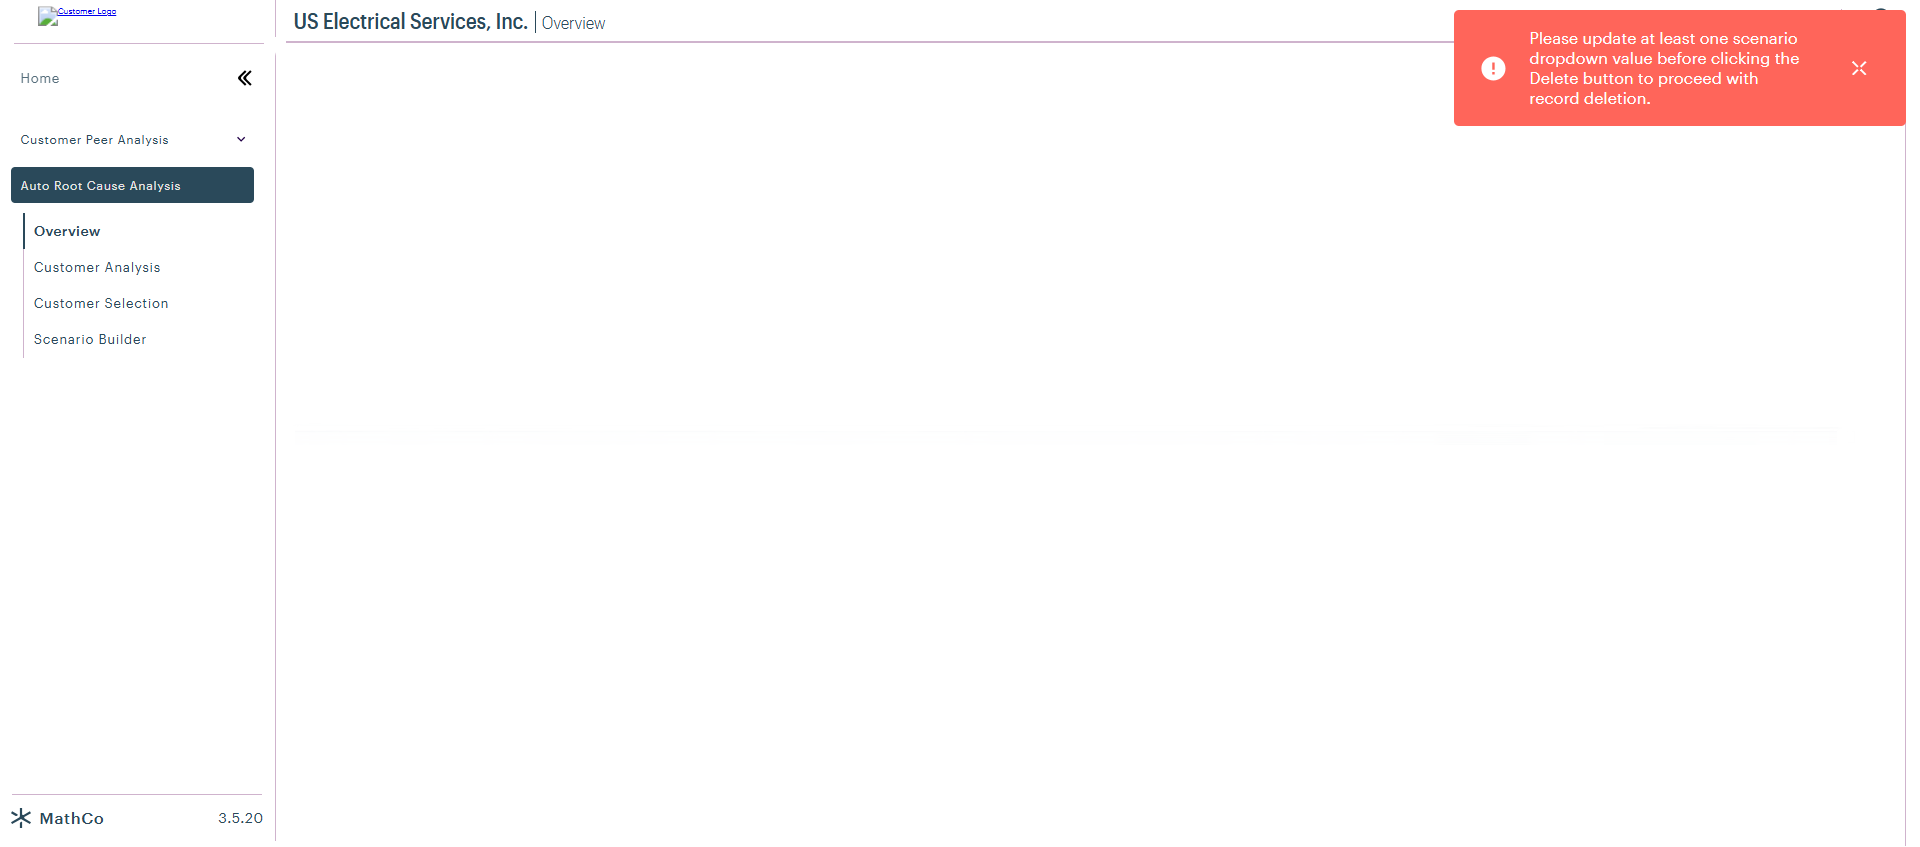 Customer Logo
US Electrical Services, Inc. | Overview
Please update at least one scenario
dropdown value before clicking the
Delete button to proceed with
record deletion.
Home
Customer Peer Analysis
Auto Root Cause Analysis
Overview
Customer Analysis
Customer Selection
Scenario Builder
MathCo
3.5.20